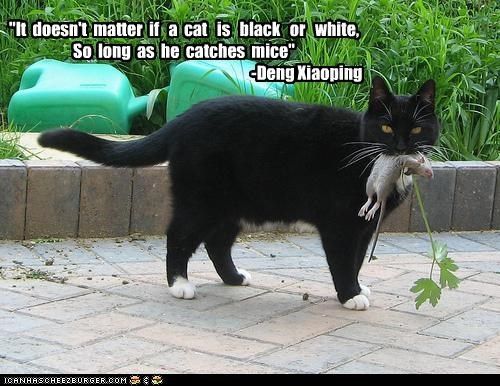 "It doesn't matter if a cat is black or white,
So long as he catches mice"
-Deng Xiaoping
ICANHASCHEEZBURGER.COM